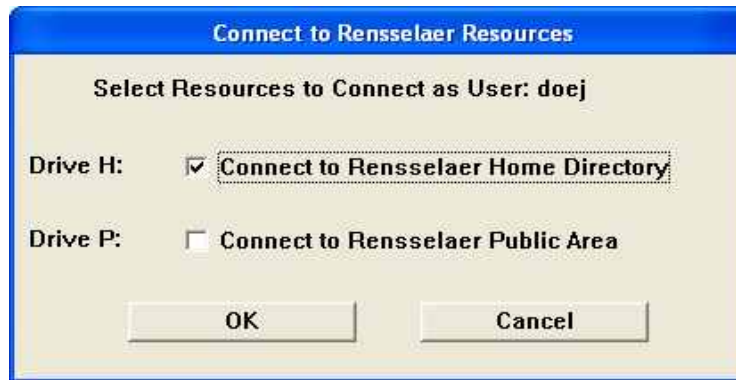 Connect to Rensselaer Resources
Select Resources to Connect as User: doej
Drive H: Connect to Rensselaer Home Directory
Drive P: Connect to Rensselaer Public Area
OK Cancel